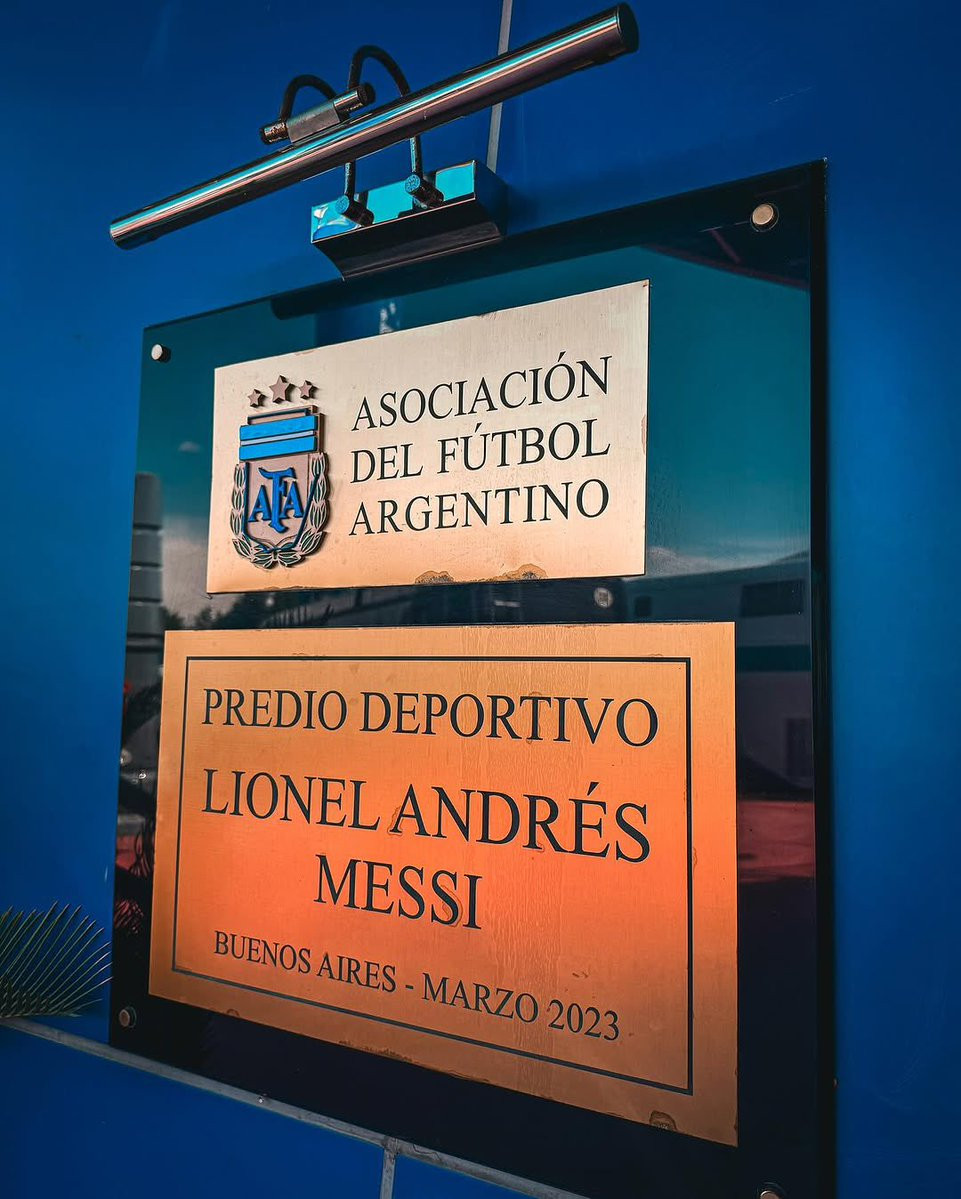 ASOCIACIÓN
DEL FÚTBOL
ARGENTINO
AFA
PREDIO DEPORTIVO
LIONEL ANDRÉS
MESSI
BUENOS AIRES - MARZO 2023